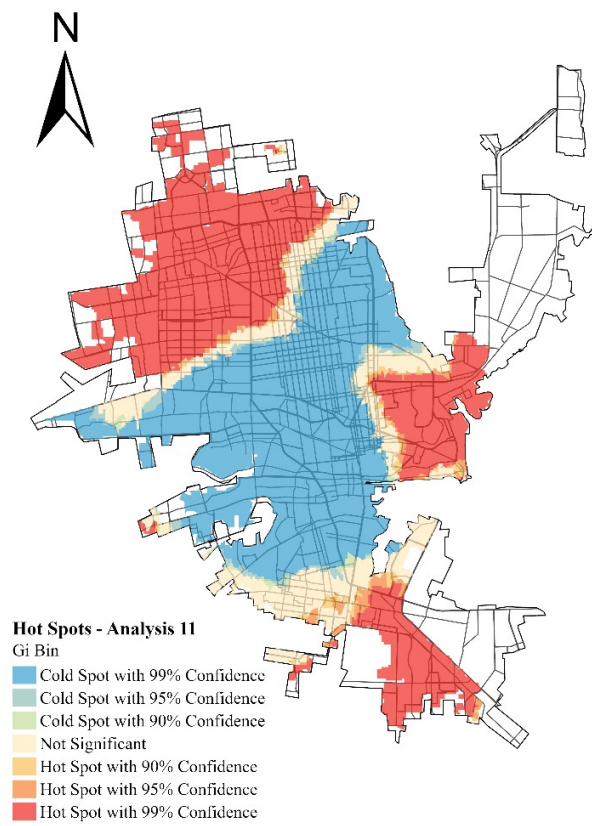 N
Hot Spots - Analysis 11
Gi Bin
Cold Spot with 99% Confidence
Cold Spot with 95% Confidence
Cold Spot with 90% Confidence
Not Significant
Hot Spot with 90% Confidence
Hot Spot with 95% Confidence
Hot Spot with 99% Confidence